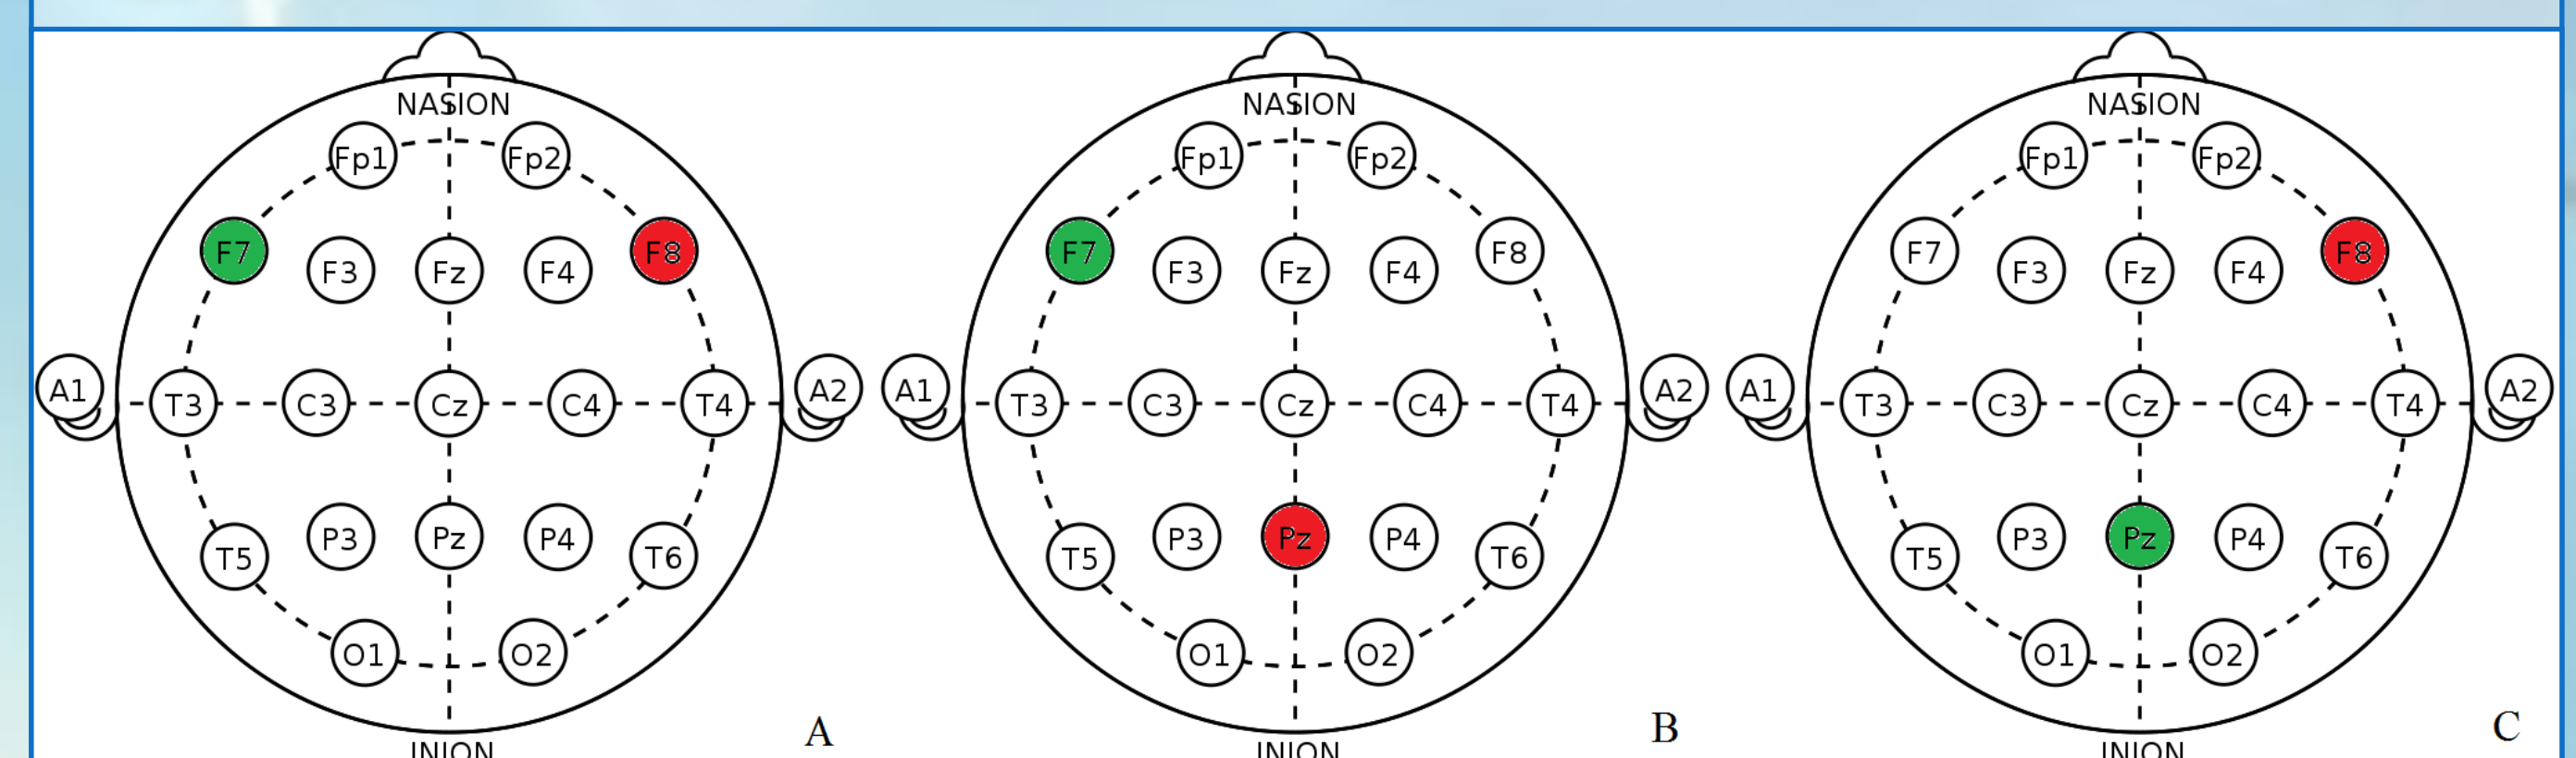 NASION
Fp1 Fp2
F7 F3 Fz F4 F8
A1 T3 C3 Cz C4 T4 A2
T5 P3 Pz P4 T6
O1 O2
INION
A
NASION
Fp1 Fp2
F7 F3 Fz F4 F8
A1 T3 C3 Cz C4 T4 A2
T5 P3 Pz P4 T6
O1 O2
INION
B
NASION
Fp1 Fp2
F7 F3 Fz F4 F8
A1 T3 C3 Cz C4 T4 A2
T5 P3 Pz P4 T6
O1 O2
INION
C